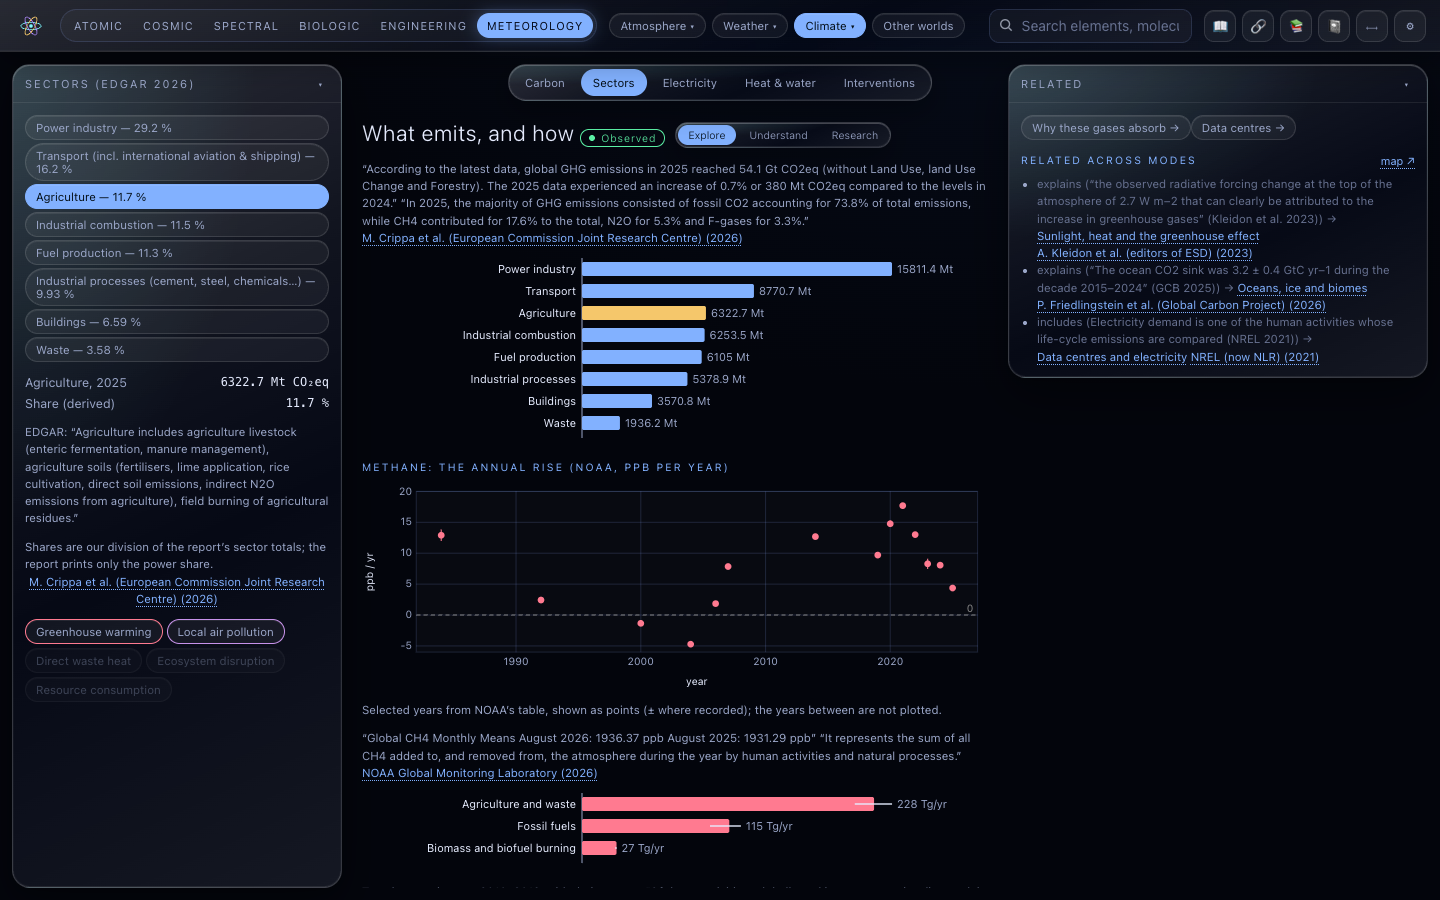 ATOMIC COSMIC SPECTRAL BIOLOGIC ENGINEERING METEOROLOGY Atmosphere ▾ Weather ▾ Climate ▾ Other worlds Search elements, molecu
SECTORS (EDGAR 2026)
Power industry — 29.2 %
Transport (incl. international aviation & shipping) —
16.2 %
Agriculture — 11.7 %
Industrial combustion — 11.5 %
Fuel production — 11.3 %
Industrial processes (cement, steel, chemicals…) —
9.93 %
Buildings — 6.59 %
Waste — 3.58 %
Agriculture, 2025 6322.7 Mt CO₂eq
Share (derived) 11.7 %
EDGAR: “Agriculture includes agriculture livestock
(enteric fermentation, manure management),
agriculture soils (fertilisers, lime application, rice
cultivation, direct soil emissions, indirect N2O
emissions from agriculture), field burning of agricultural
residues.”
Shares are our division of the report’s sector totals; the
report prints only the power share.
M. Crippa et al. (European Commission Joint Research
Centre) (2026)
Greenhouse warming Local air pollution
Direct waste heat Ecosystem disruption
Resource consumption
Carbon Sectors Electricity Heat & water Interventions
What emits, and how Observed Explore Understand Research
“According to the latest data, global GHG emissions in 2025 reached 54.1 Gt CO2eq (without Land Use, land Use
Change and Forestry). The 2025 data experienced an increase of 0.7% or 380 Mt CO2eq compared to the levels in
2024.” “In 2025, the majority of GHG emissions consisted of fossil CO2 accounting for 73.8% of total emissions,
while CH4 contributed for 17.6% to the total, N2O for 5.3% and F-gases for 3.3%.”
M. Crippa et al. (European Commission Joint Research Centre) (2026)
Power industry 15811.4 Mt
Transport 8770.7 Mt
Agriculture 6322.7 Mt
Industrial combustion 6253.5 Mt
Fuel production 6105 Mt
Industrial processes 5378.9 Mt
Buildings 3570.8 Mt
Waste 1936.2 Mt
METHANE: THE ANNUAL RISE (NOAA, PPB PER YEAR)
20
15
10
5
0
-5
ppb / yr
0
1990 2000 2010 2020
year
Selected years from NOAA’s table, shown as points (± where recorded); the years between are not plotted.
“Global CH4 Monthly Means August 2026: 1936.37 ppb August 2025: 1931.29 ppb” “It represents the sum of all
CH4 added to, and removed from, the atmosphere during the year by human activities and natural processes.”
NOAA Global Monitoring Laboratory (2026)
Agriculture and waste 228 Tg/yr
Fossil fuels 115 Tg/yr
Biomass and biofuel burning 27 Tg/yr
RELATED
Why these gases absorb → Data centres →
RELATED ACROSS MODES map ↗
• explains (“the observed radiative forcing change at the top of the
atmosphere of 2.7 W m−2 that can clearly be attributed to the
increase in greenhouse gases” (Kleidon et al. 2023)) →
Sunlight, heat and the greenhouse effect
A. Kleidon et al. (editors of ESD) (2023)
• explains (“The ocean CO2 sink was 3.2 ± 0.4 GtC yr−1 during the
decade 2015–2024” (GCB 2025)) → Oceans, ice and biomes
P. Friedlingstein et al. (Global Carbon Project) (2026)
• includes (Electricity demand is one of the human activities whose
life-cycle emissions are compared (NREL 2021)) →
Data centres and electricity NREL (now NLR) (2021)